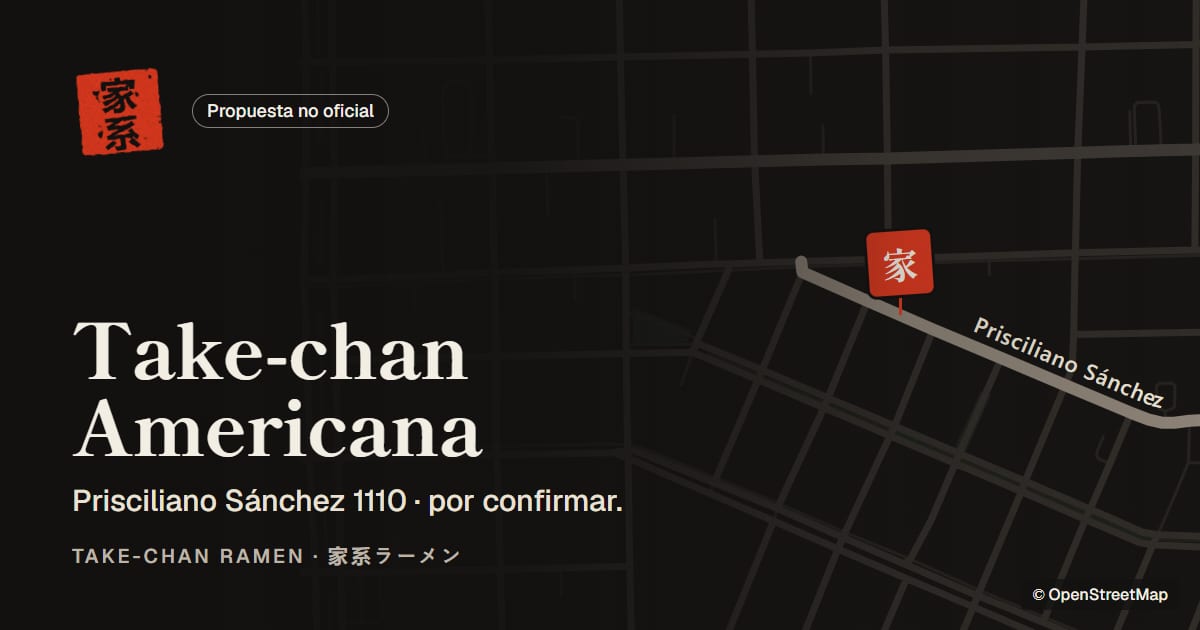 家系
Propuesta no oficial
家
Prisciliano Sánchez
Take-chan
Americana
Prisciliano Sánchez 1110 · por confirmar.
TAKE-CHAN RAMEN · 家系ラーメン
© OpenStreetMap